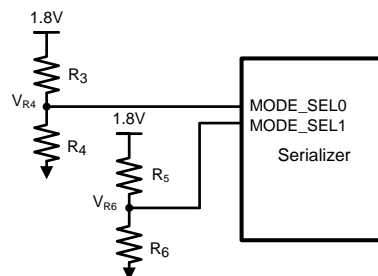 1.8V
R3
VR4
R4
1.8V
R5
VR6
R6
MODE_SEL0
MODE_SEL1
Serializer